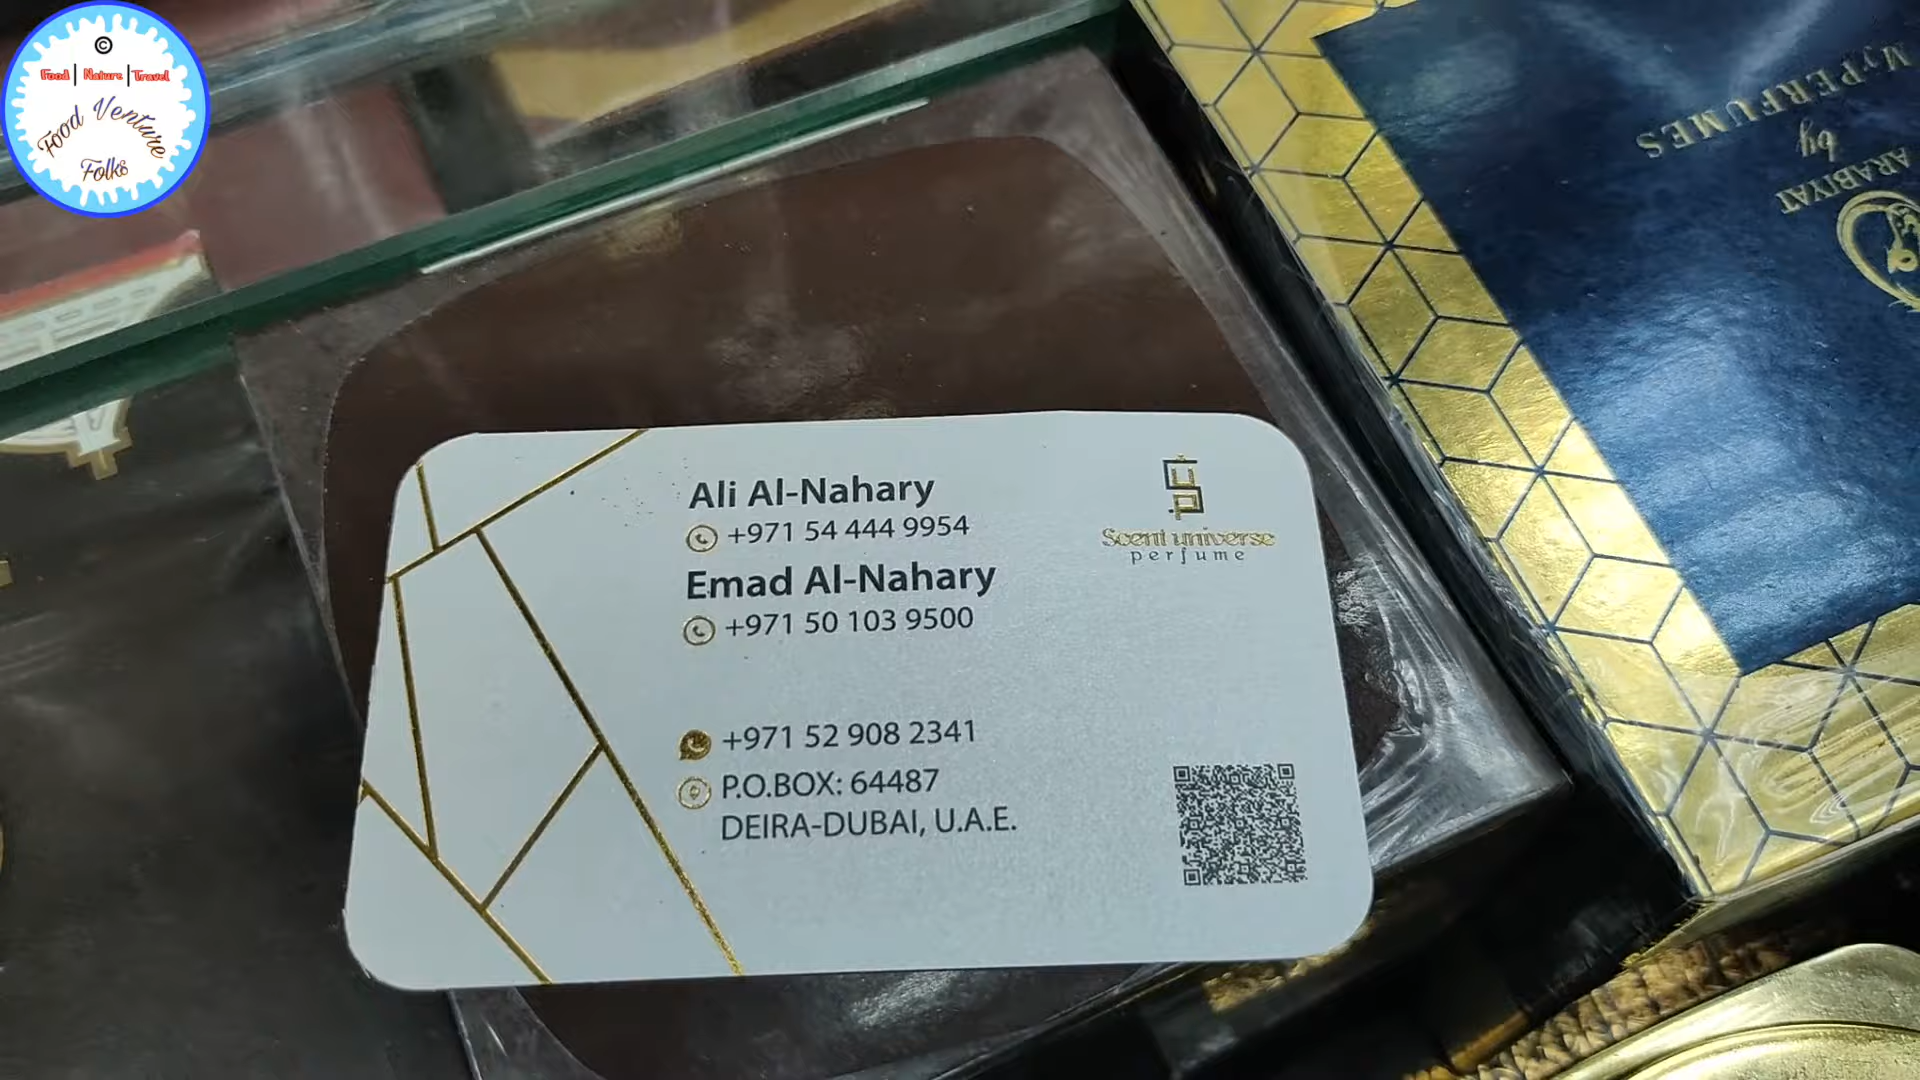 ©
Food | Nature | Travel
Food Venture
Folks
MyPERFUMES
by
ARABIYAT
Ali Al-Nahary
+971 54 444 9954
Emad Al-Nahary
+971 50 103 9500
Scent universe
perfume
+971 52 908 2341
P.O.BOX: 64487
DEIRA-DUBAI, U.A.E.